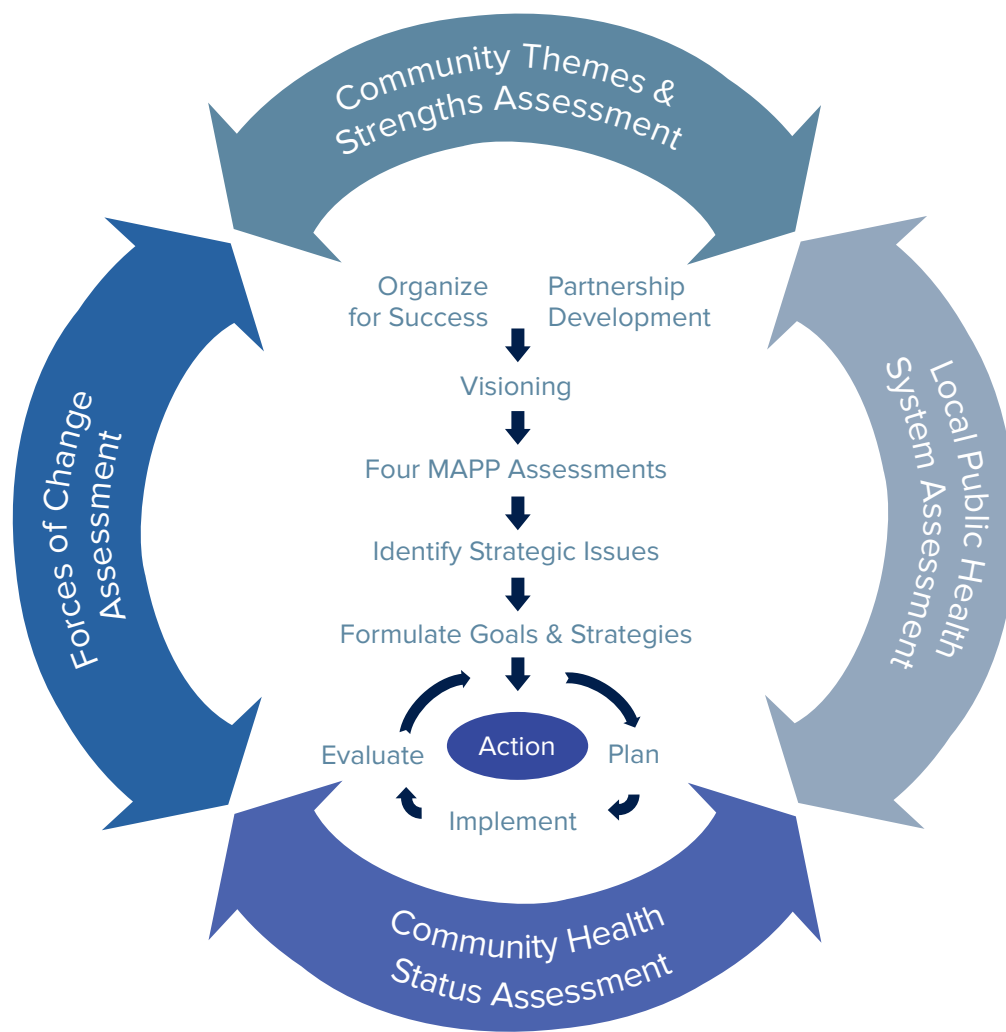 Community Themes &
Strengths Assessment
Organize
for Success
Partnership
Development
Visioning
Four MAPP Assessments
Identify Strategic Issues
Formulate Goals & Strategies
Action
Evaluate
Plan
Implement
Forces of Change
Assessment
Local Public Health
System Assessment
Community Health
Status Assessment